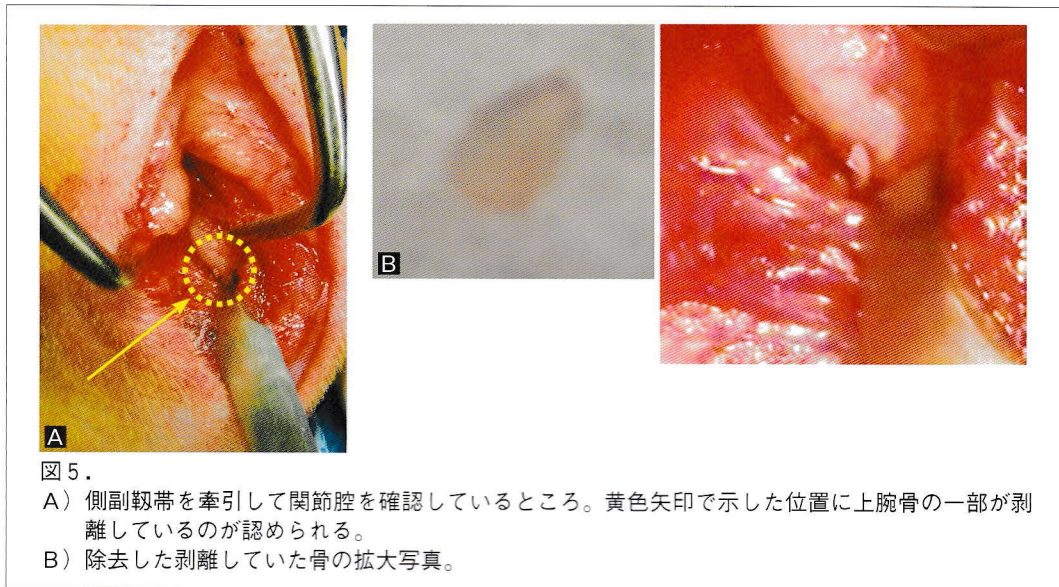 A
B
図5.
A）側副靱帯を牽引して関節腔を確認しているところ。黄色矢印で示した位置に上腕骨の一部が剥
離しているのが認められる。
B）除去した剥離していた骨の拡大写真。